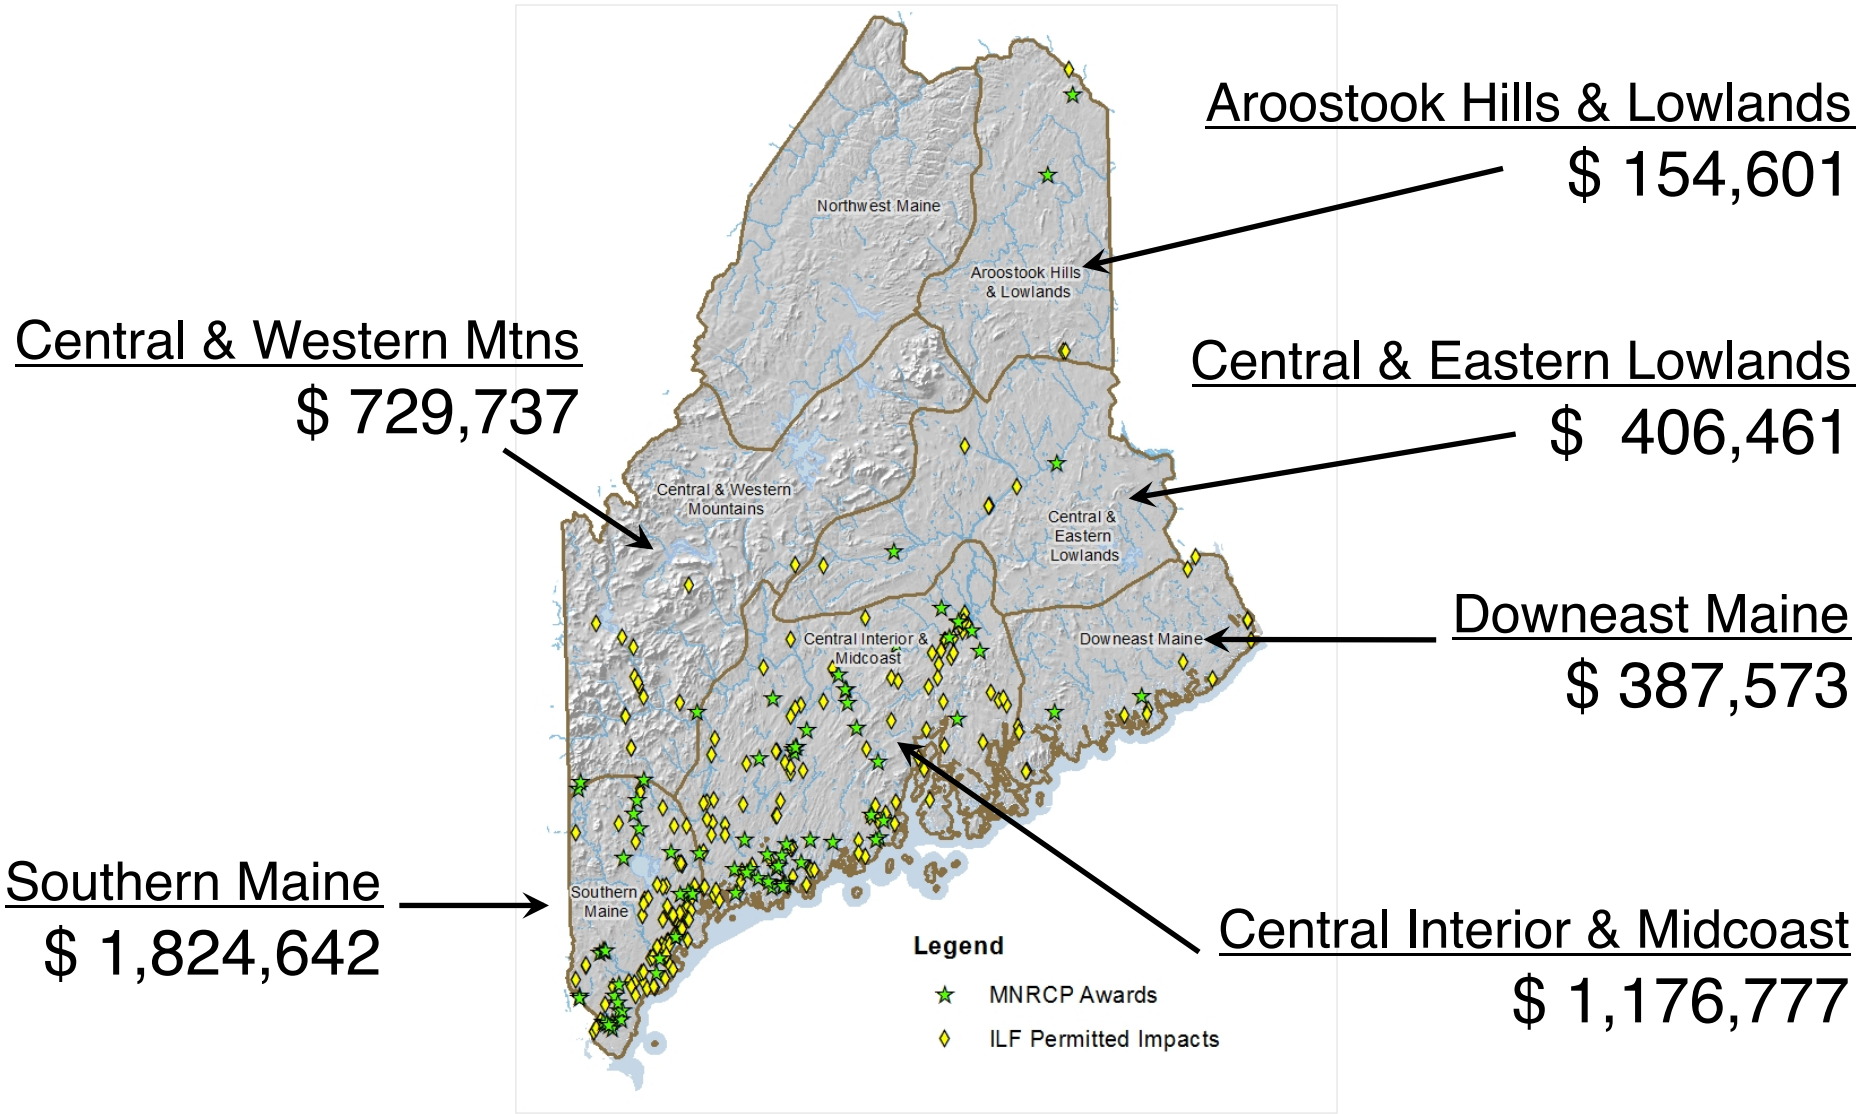 Aroostook Hills & Lowlands
$ 154,601
Northwest Maine
Aroostook Hills
& Lowlands
Central & Western Mtns
$ 729,737
Central & Eastern Lowlands
$ 406,461
Central & Western
Mountains
Central &
Eastern
Lowlands
Downeast Maine
$ 387,573
Central Interior &
Midcoast
Downeast Maine
Southern Maine
$ 1,824,642
Southern
Maine
Central Interior & Midcoast
$ 1,176,777
Legend
MNRCP Awards
ILF Permitted Impacts